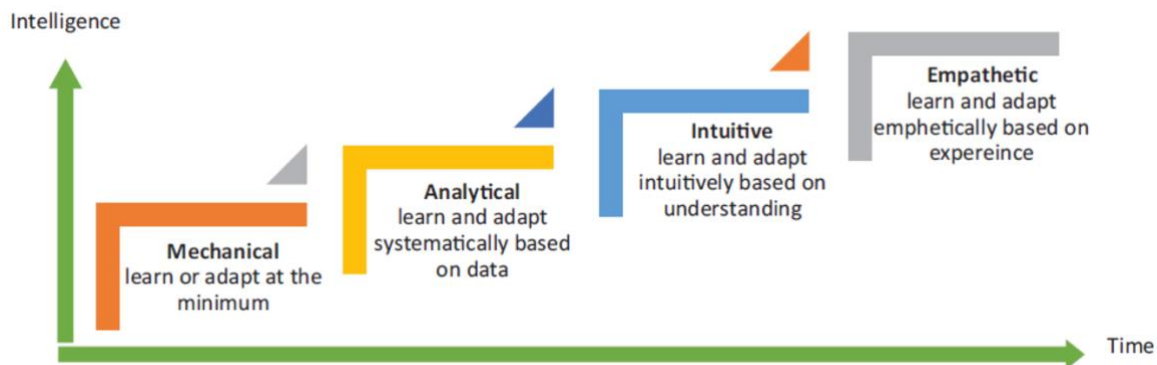 Intelligence
Mechanical
learn or adapt at the
minimum
Analytical
learn and adapt
systematically based
on data
Intuitive
learn and adapt
intuitively based on
understanding
Empathetic
learn and adapt
emphetically based on
expereince
Time